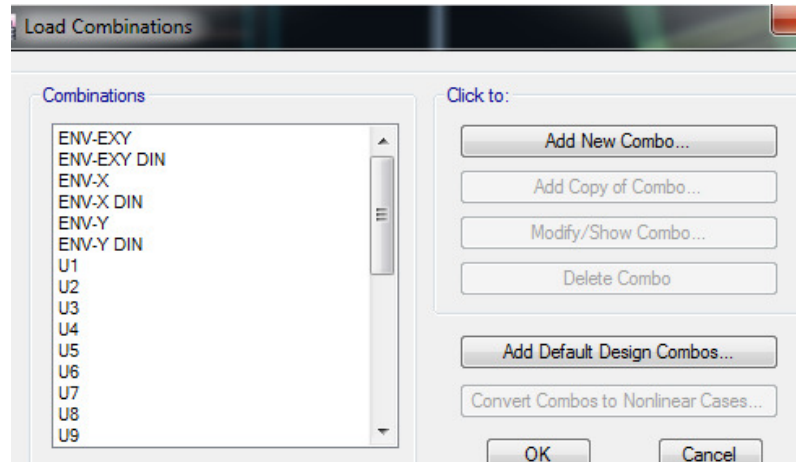 Load Combinations
Combinations
ENV-EXY
ENV-EXY DIN
ENV-X
ENV-X DIN
ENV-Y
ENV-Y DIN
U1
U2
U3
U4
U5
U6
U7
U8
U9
Click to:
Add New Combo...
Add Copy of Combo...
Modify/Show Combo...
Delete Combo
Add Default Design Combos...
Convert Combos to Nonlinear Cases...
OK
Cancel